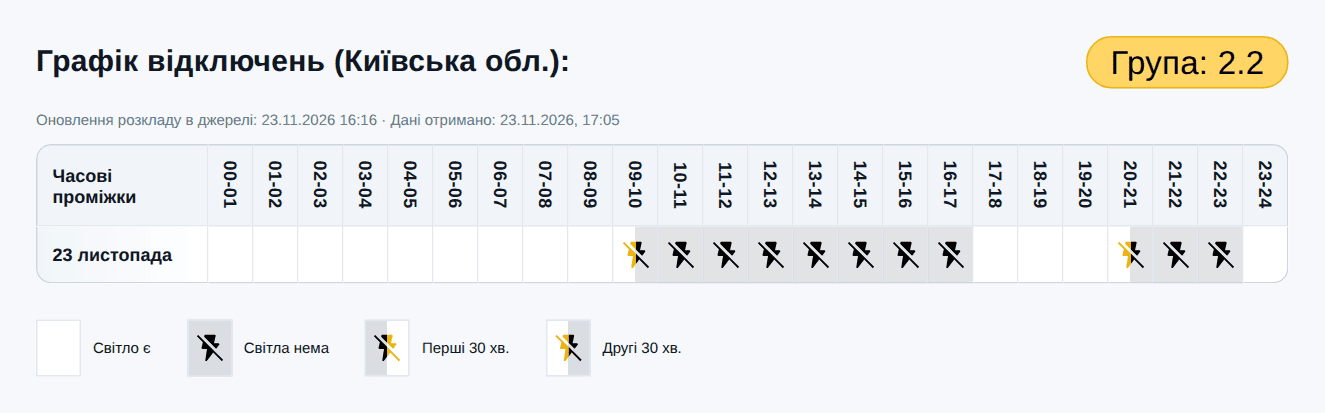 Графік відключень (Київська обл.):
Група: 2.2
Оновлення розкладу в джерелі: 23.11.2026 16:16 · Дані отримано: 23.11.2026, 17:05
Часові
проміжки
00-01
01-02
02-03
03-04
04-05
05-06
06-07
07-08
08-09
09-10
10-11
11-12
12-13
13-14
14-15
15-16
16-17
17-18
18-19
19-20
20-21
21-22
22-23
23-24
23 листопада
Світло є
Світла нема
Перші 30 хв.
Другі 30 хв.